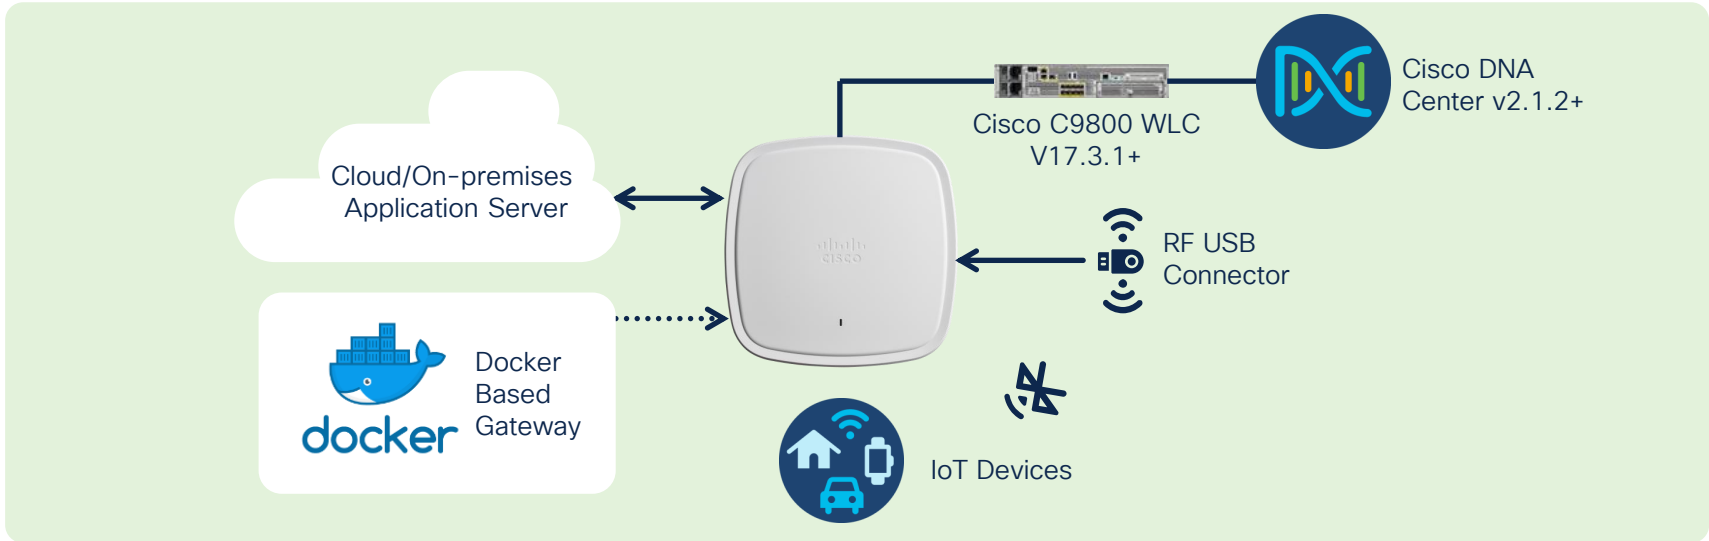 Cisco DNA
Center v2.1.2+
Cisco C9800 WLC
V17.3.1+
Cloud/On-premises
Application Server
CISCO
RF USB
Connector
docker
Docker
Based
Gateway
IoT Devices